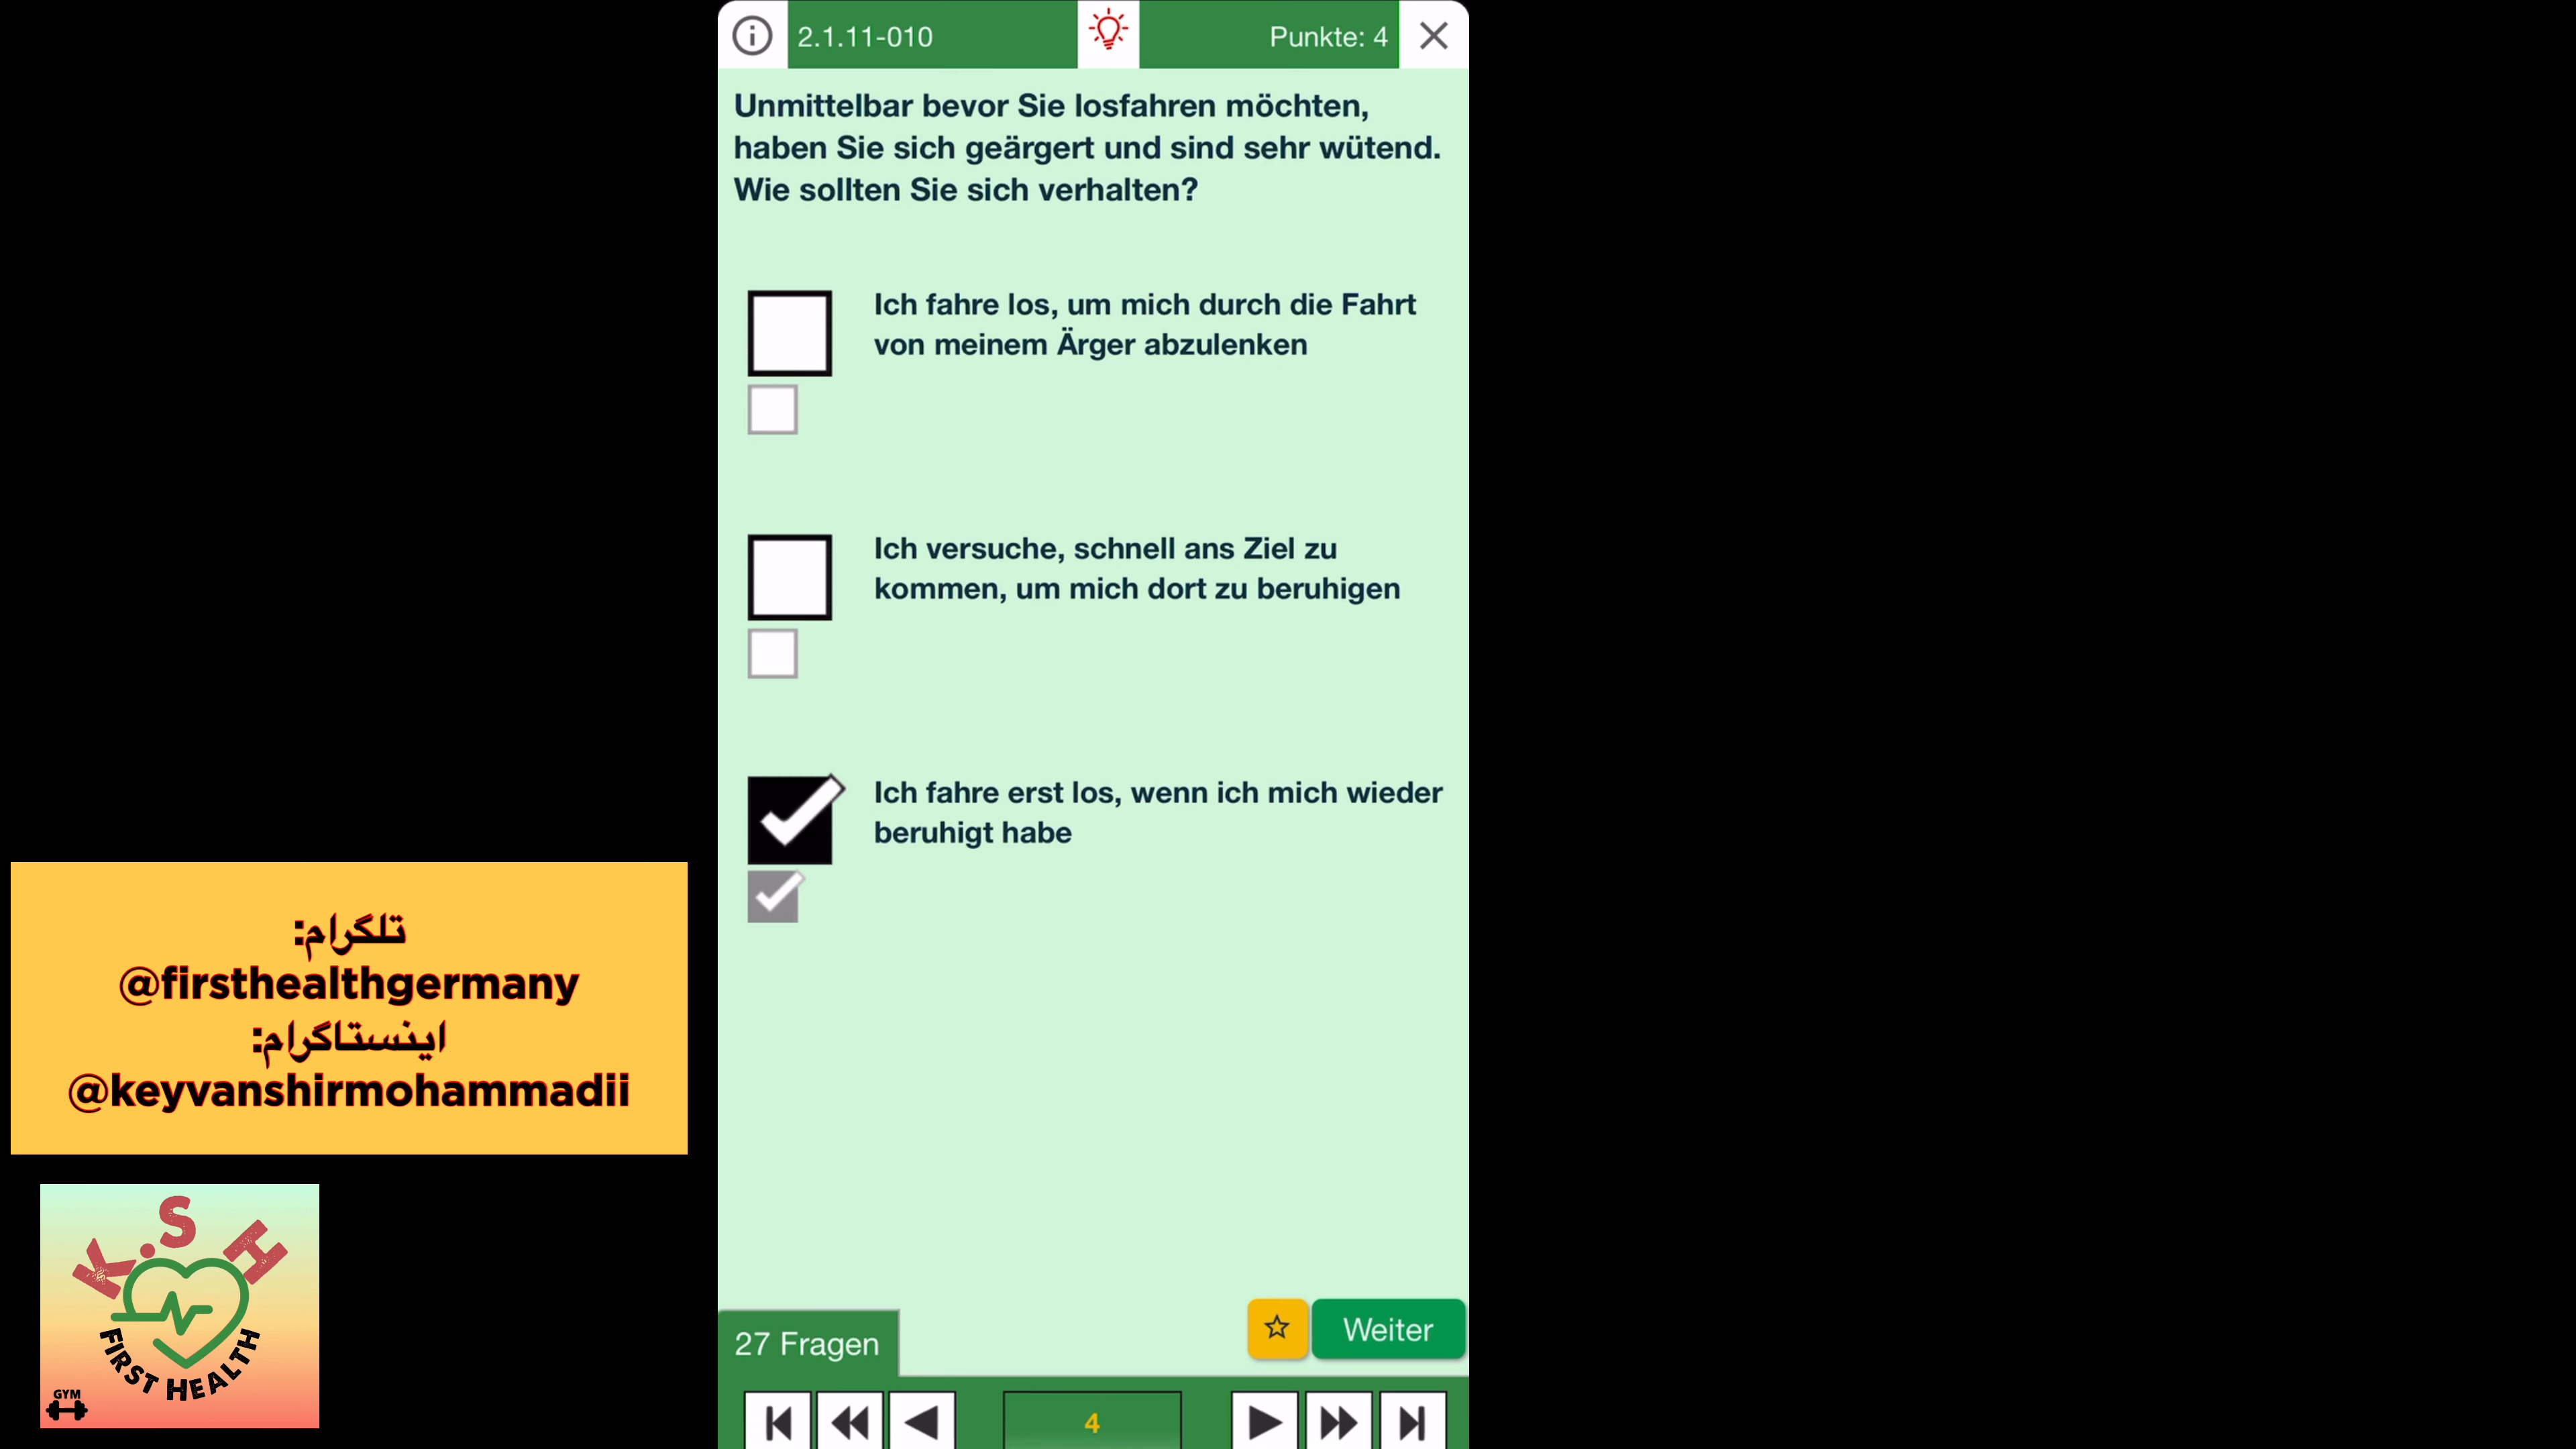 2.1.11-010
Punkte: 4
Unmittelbar bevor Sie losfahren möchten,
haben Sie sich geärgert und sind sehr wütend.
Wie sollten Sie sich verhalten?
Ich fahre los, um mich durch die Fahrt
von meinem Ärger abzulenken
Ich versuche, schnell ans Ziel zu
kommen, um mich dort zu beruhigen
Ich fahre erst los, wenn ich mich wieder
beruhigt habe
تلگرام:
@firsthealthgermany
اینستاگرام:
@keyvanshirmohammadii
K.SH
FIRST HEALTH
GYM
27 Fragen
Weiter
4